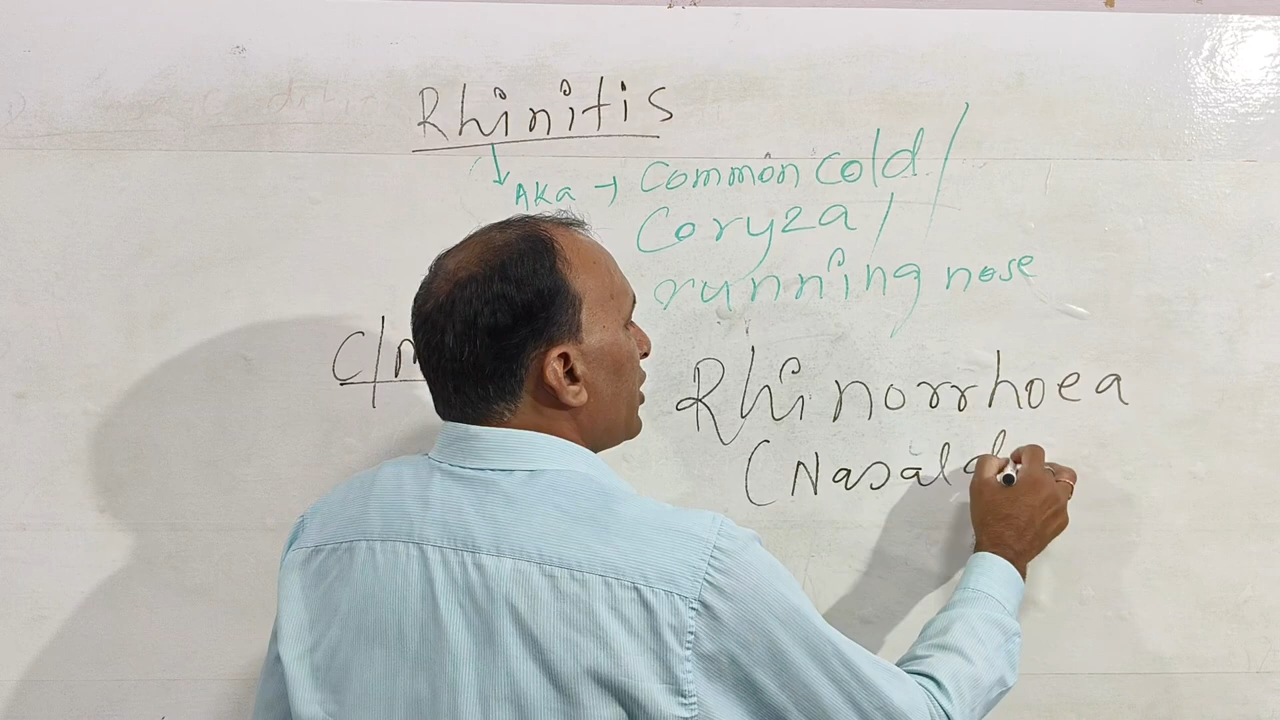 Rhinitis
AKa → Common cold /
Coryza /
running nose
C/m
Rhinorrhoea
(Nasal d